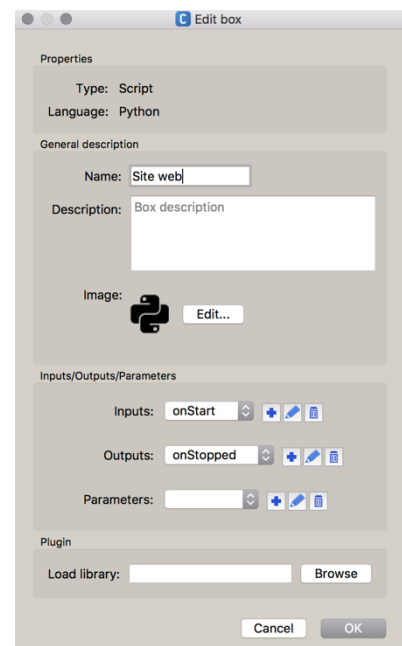 C Edit box
Properties
Type: Script
Language: Python
General description
Name: Site web
Description: Box description
Image:
Edit...
Inputs/Outputs/Parameters
Inputs: onStart
Outputs: onStopped
Parameters:
Plugin
Load library: Browse
Cancel OK